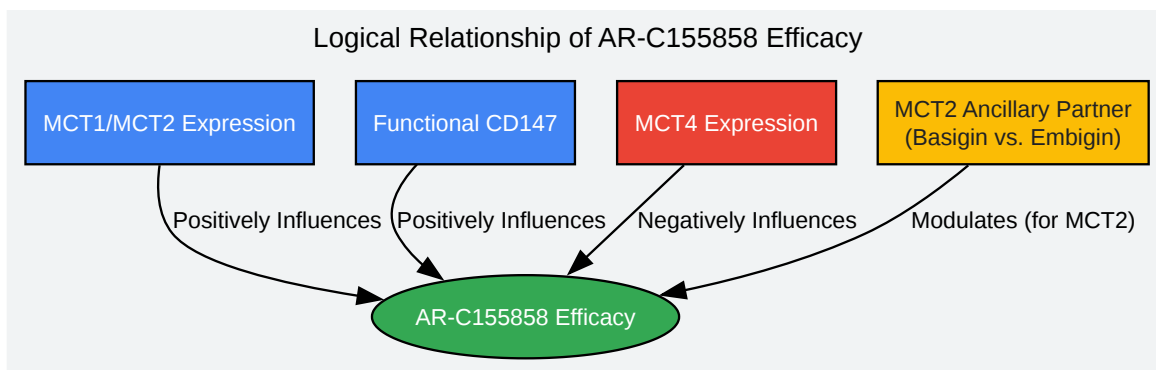 Logical Relationship of AR-C155858 Efficacy
MCT1/MCT2 Expression
Functional CD147
MCT4 Expression
MCT2 Ancillary Partner
(Basigin vs. Embigin)
Positively Influences
Positively Influences
Negatively Influences
Modulates (for MCT2)
AR-C155858 Efficacy